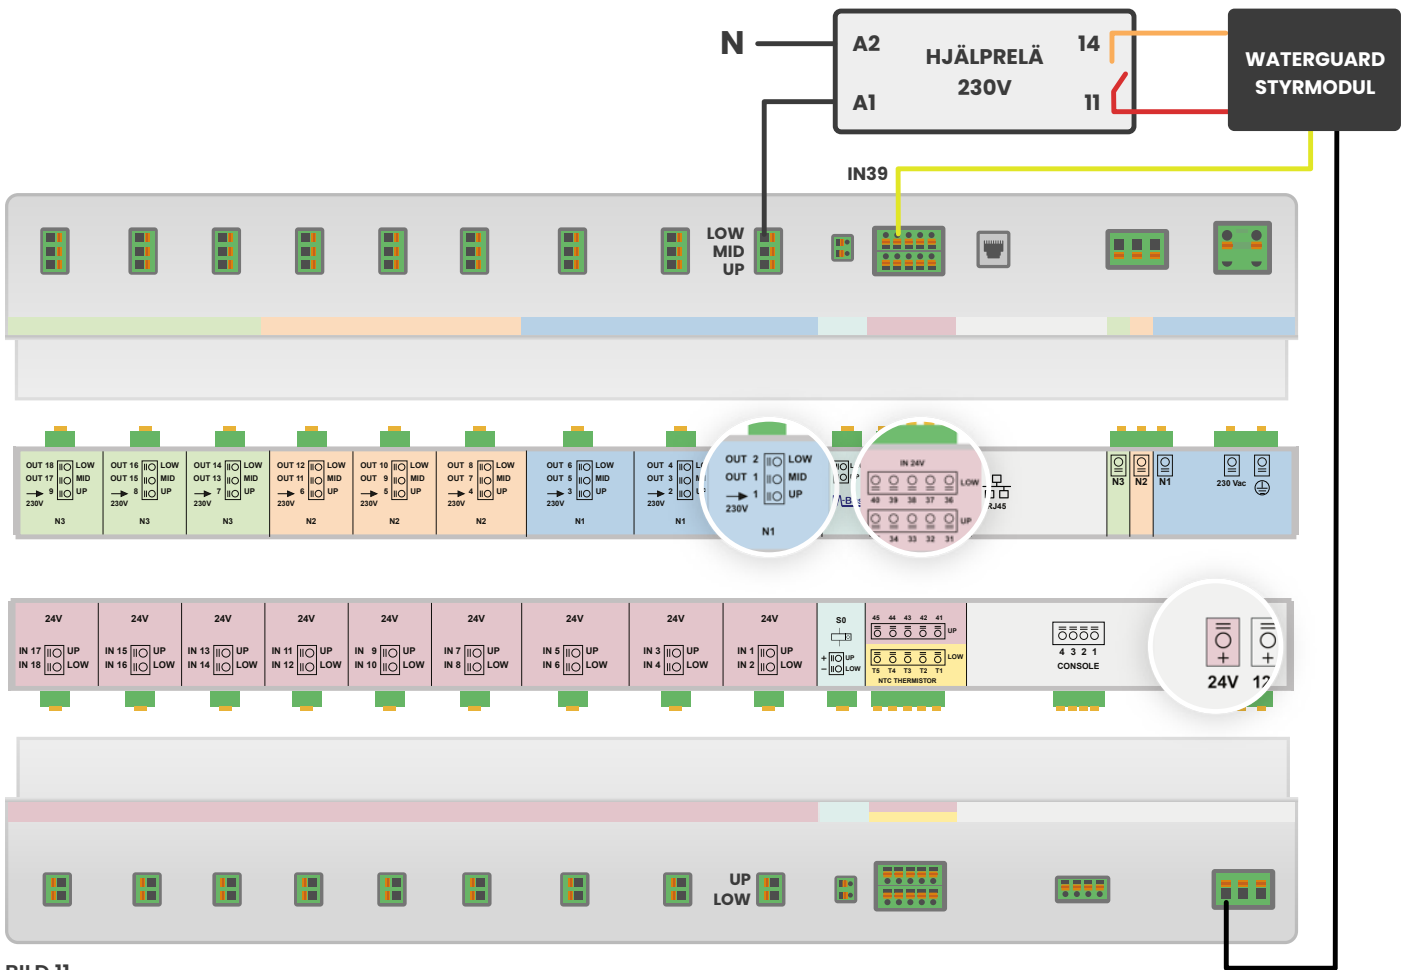 N
A2
HJÄLPRELÄ
230V
14
A1
11
WATERGUARD
STYRMODUL
IN39
LOW
MID
UP
OUT 18 LOW
OUT 17 MID
9 UP
230V
N3
OUT 16 LOW
OUT 15 MID
8 UP
230V
N3
OUT 14 LOW
OUT 13 MID
7 UP
230V
N3
OUT 12 LOW
OUT 11 MID
6 UP
230V
N2
OUT 10 LOW
OUT 9 MID
5 UP
230V
N2
OUT 8 LOW
OUT 7 MID
4 UP
230V
N2
OUT 6 LOW
OUT 5 MID
3 UP
230V
N1
OUT 4
OUT 3
2
230V
N1
OUT 2 LOW
OUT 1 MID
1 UP
230V
N1
IN 24V
LOW
40 39 38 37 36
UP
34 33 32 31
RJ45
N3
N2
N1
230 Vac
24V
IN 17 UP
IN 18 LOW
24V
IN 15 UP
IN 16 LOW
24V
IN 13 UP
IN 14 LOW
24V
IN 11 UP
IN 12 LOW
24V
IN 9 UP
IN 10 LOW
24V
IN 7 UP
IN 8 LOW
24V
IN 5 UP
IN 6 LOW
24V
IN 3 UP
IN 4 LOW
24V
IN 1 UP
IN 2 LOW
S0
+ UP
− LOW
45 44 43 42 41
UP
LOW
T5 T4 T3 T2 T1
NTC THERMISTOR
4 3 2 1
CONSOLE
+ +
24V 12
UP
LOW
BILD 11